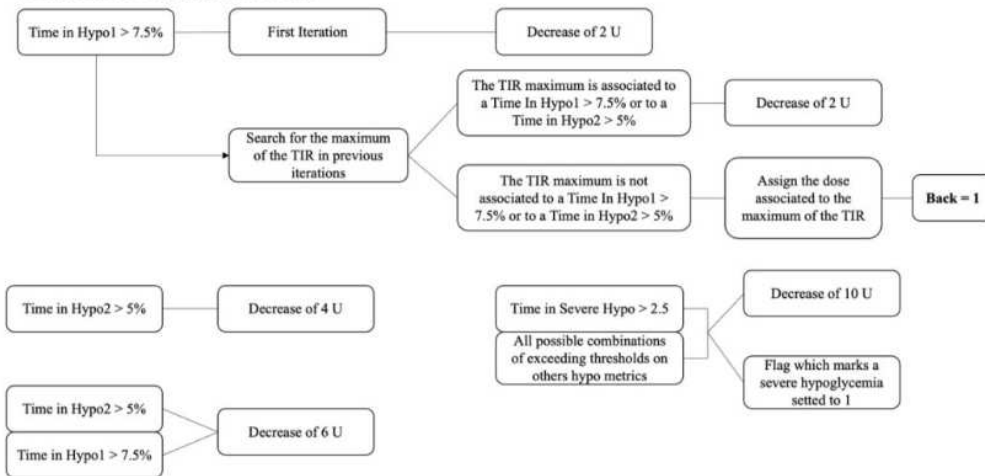 Time in Hypo1 > 7.5%
First Iteration
Decrease of 2 U
The TIR maximum is associated to
a Time In Hypo1 > 7.5% or to a
Time in Hypo2 > 5%
Decrease of 2 U
Search for the maximum
of the TIR in previous
iterations
The TIR maximum is not
associated to a Time In Hypo1 >
7.5% or to a Time in Hypo2 > 5%
Assign the dose
associated to the
maximum of the TIR
Back = 1
Time in Hypo2 > 5%
Decrease of 4 U
Time in Severe Hypo > 2.5
All possible combinations
of exceeding thresholds on
others hypo metrics
Decrease of 10 U
Flag which marks a
severe hypoglycemia
setted to 1
Time in Hypo2 > 5%
Time in Hypo1 > 7.5%
Decrease of 6 U